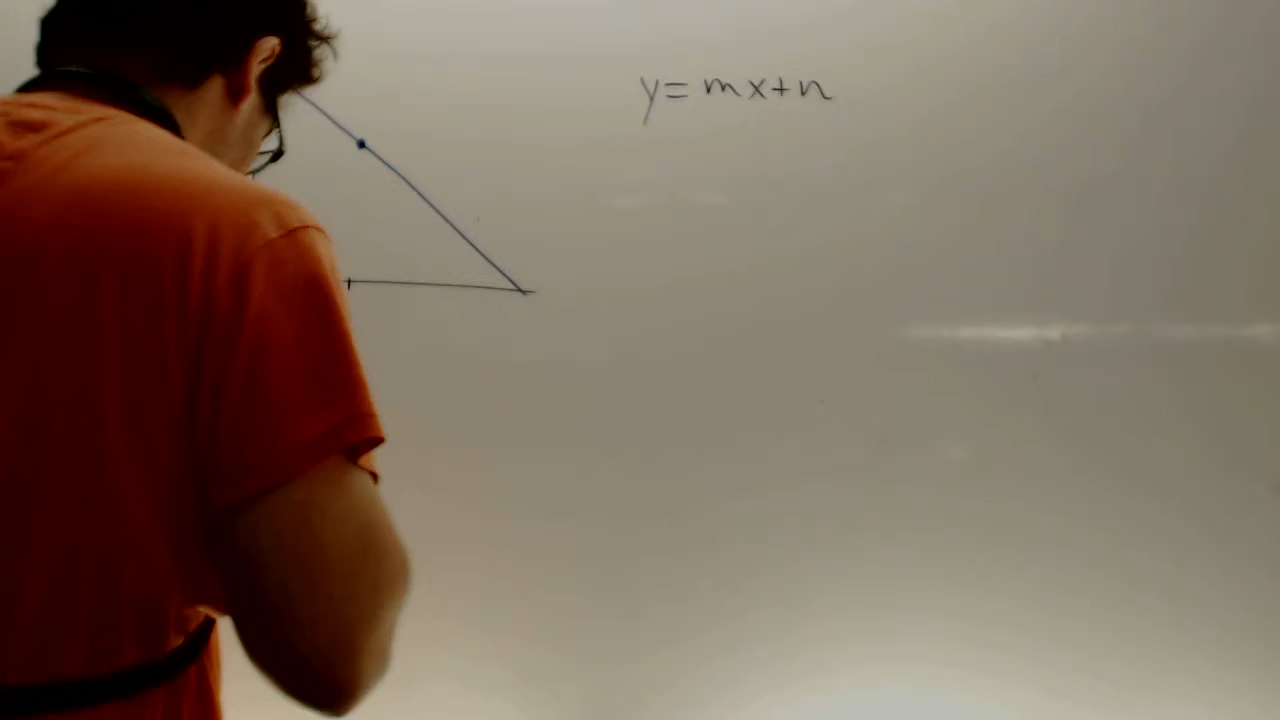 y = mx+n